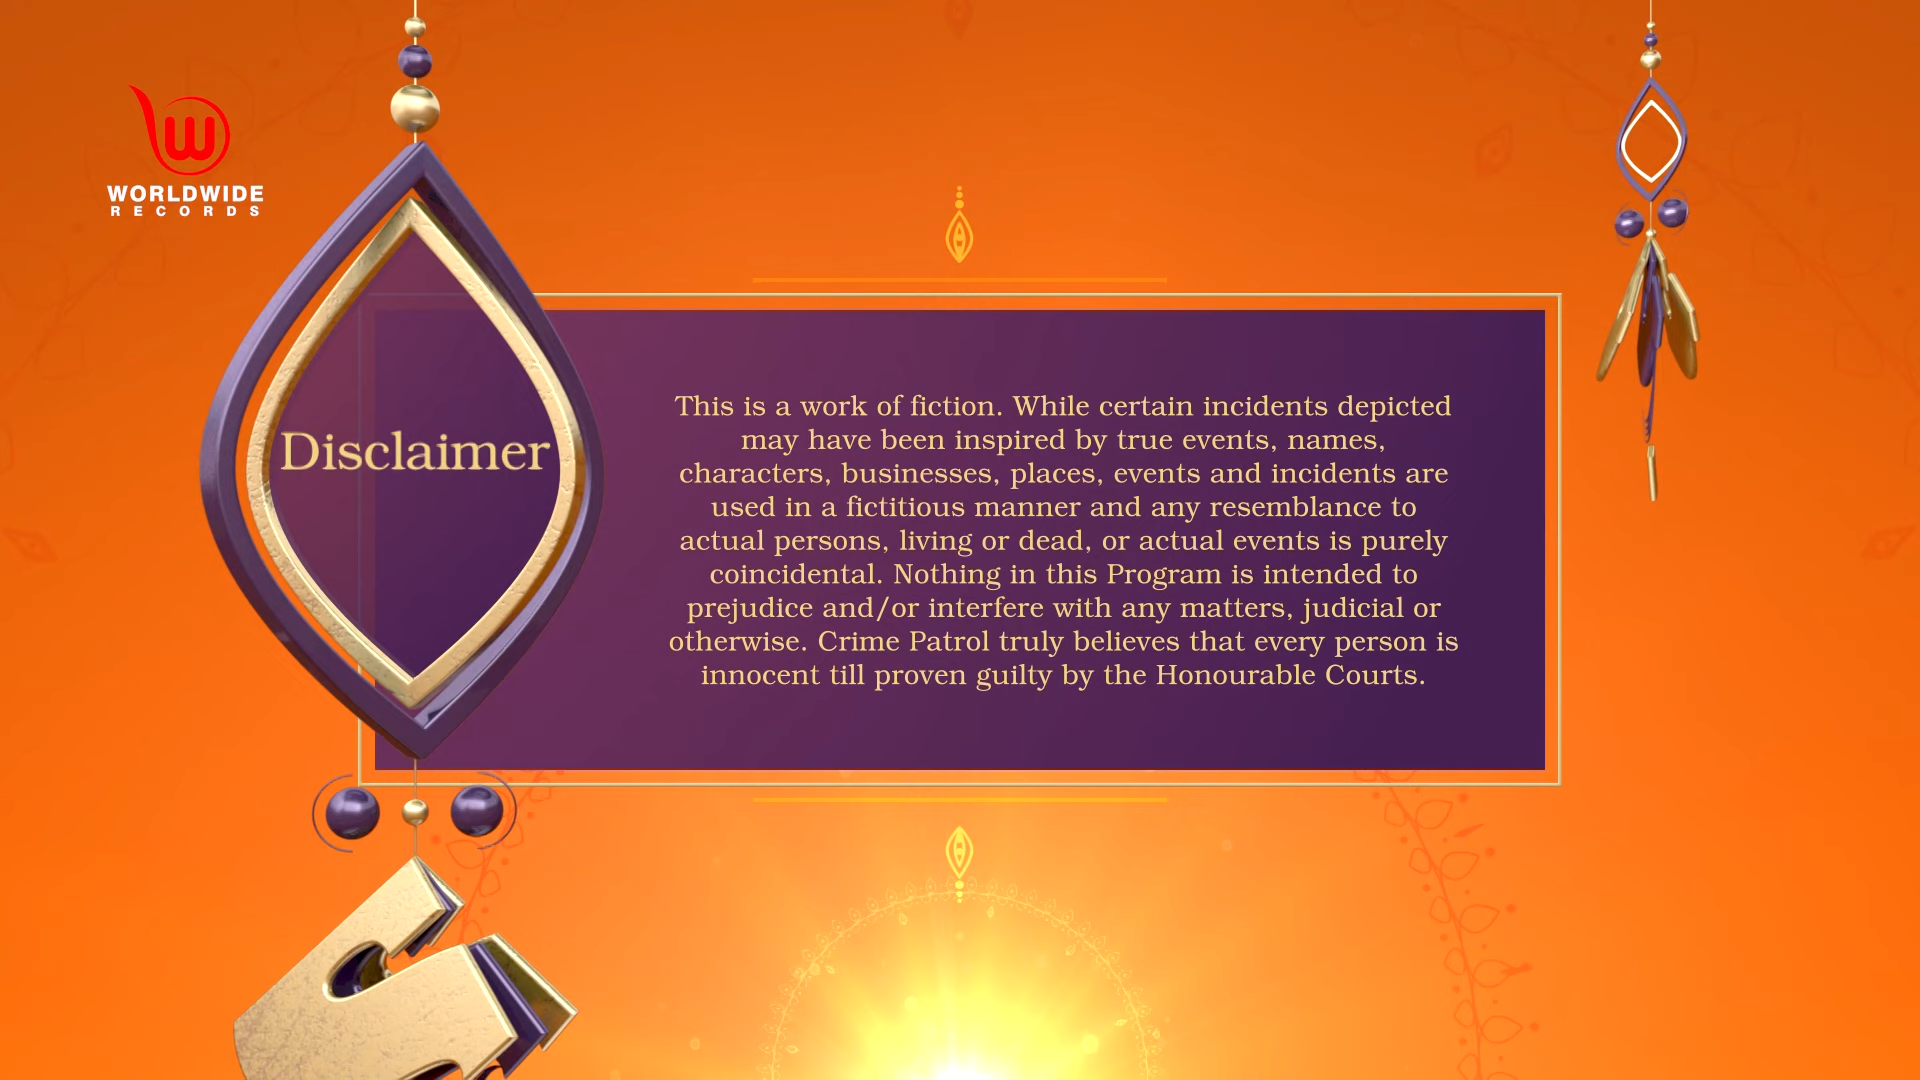 WORLDWIDE
RECORDS
Disclaimer
This is a work of fiction. While certain incidents depicted
may have been inspired by true events, names,
characters, businesses, places, events and incidents are
used in a fictitious manner and any resemblance to
actual persons, living or dead, or actual events is purely
coincidental. Nothing in this Program is intended to
prejudice and/or interfere with any matters, judicial or
otherwise. Crime Patrol truly believes that every person is
innocent till proven guilty by the Honourable Courts.